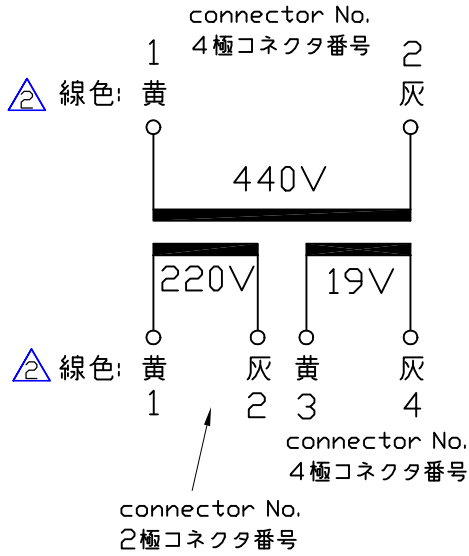 connector No.
1 4極コネクタ番号 2
2 線色: 黄 灰
440V
220V 19V
2 線色: 黄 灰 黄 灰
1 2 3 4
connector No.
4極コネクタ番号
connector No.
2極コネクタ番号